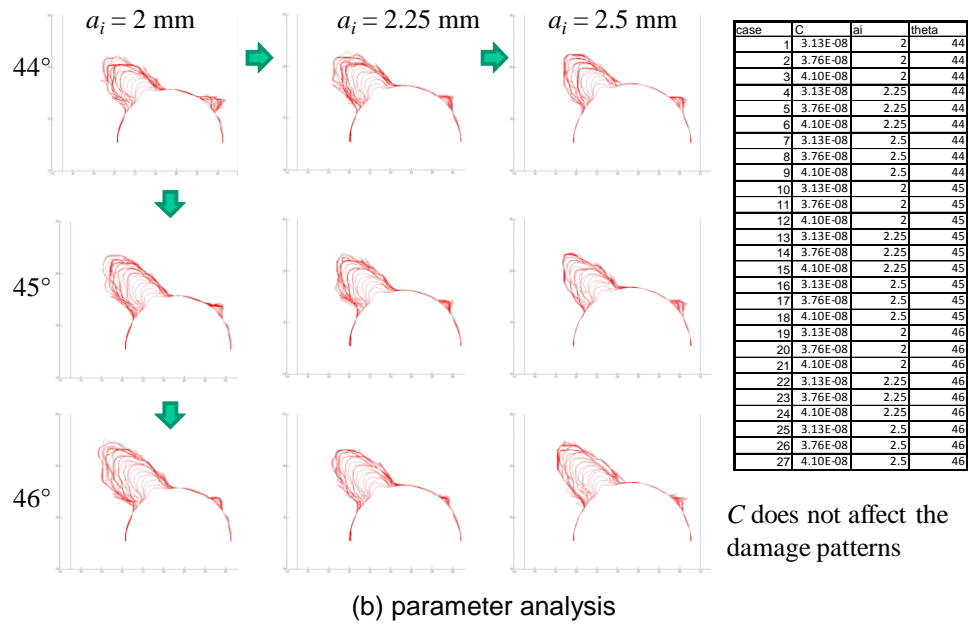 aᵢ = 2 mm
aᵢ = 2.25 mm
aᵢ = 2.5 mm
44°
45°
46°
case C ai theta
1 3.13E-08 2 44
2 3.76E-08 2 44
3 4.10E-08 2 44
4 3.13E-08 2.25 44
5 3.76E-08 2.25 44
6 4.10E-08 2.25 44
7 3.13E-08 2.5 44
8 3.76E-08 2.5 44
9 4.10E-08 2.5 44
10 3.13E-08 2 45
11 3.76E-08 2 45
12 4.10E-08 2 45
13 3.13E-08 2.25 45
14 3.76E-08 2.25 45
15 4.10E-08 2.25 45
16 3.13E-08 2.5 45
17 3.76E-08 2.5 45
18 4.10E-08 2.5 45
19 3.13E-08 2 46
20 3.76E-08 2 46
21 4.10E-08 2 46
22 3.13E-08 2.25 46
23 3.76E-08 2.25 46
24 4.10E-08 2.25 46
25 3.13E-08 2.5 46
26 3.76E-08 2.5 46
27 4.10E-08 2.5 46
C does not affect the
damage patterns
(b) parameter analysis